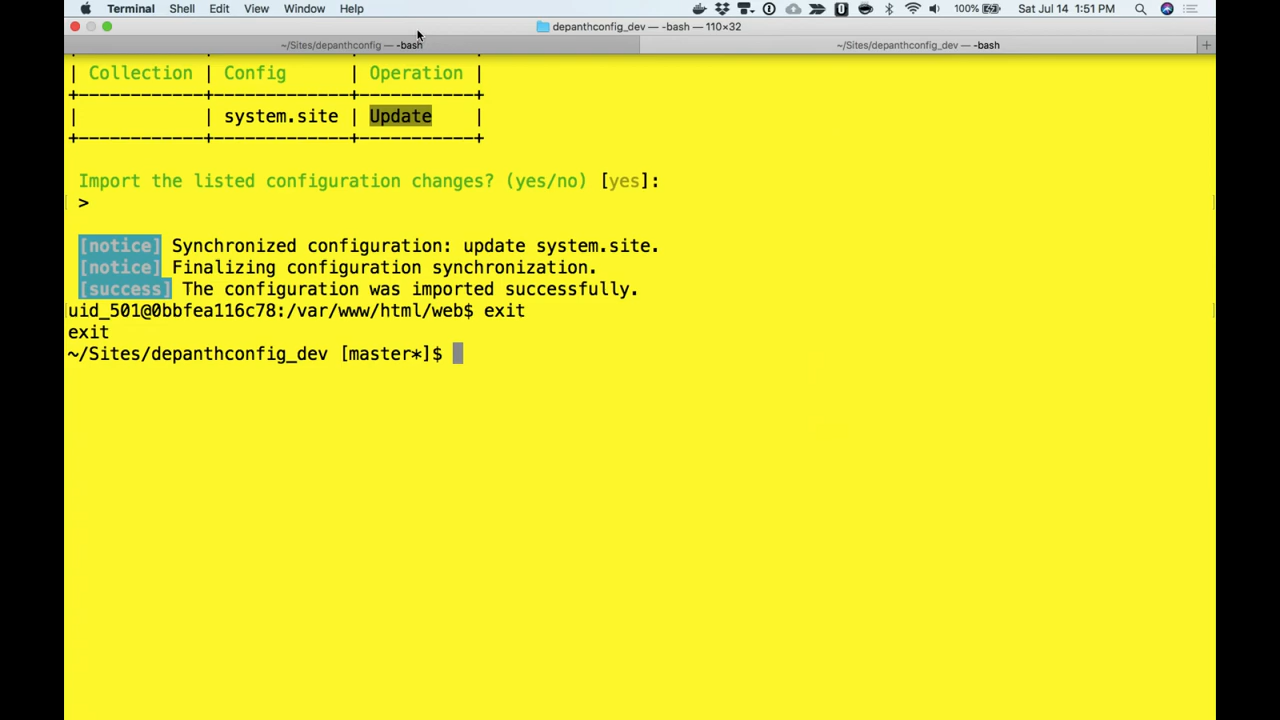 Terminal Shell Edit View Window Help 100% Sat Jul 14 1:51 PM
depanthconfig_dev — -bash — 110×32
~/Sites/depanthconfig — -bash ~/Sites/depanthconfig_dev — -bash +
| Collection | Config | Operation |
+------------+-------------+-----------+
| | system.site | Update |
+------------+-------------+-----------+
Import the listed configuration changes? (yes/no) [yes]:
>
[notice] Synchronized configuration: update system.site.
[notice] Finalizing configuration synchronization.
[success] The configuration was imported successfully.
uid_501@0bbfea116c78:/var/www/html/web$ exit
exit
~/Sites/depanthconfig_dev [master*]$